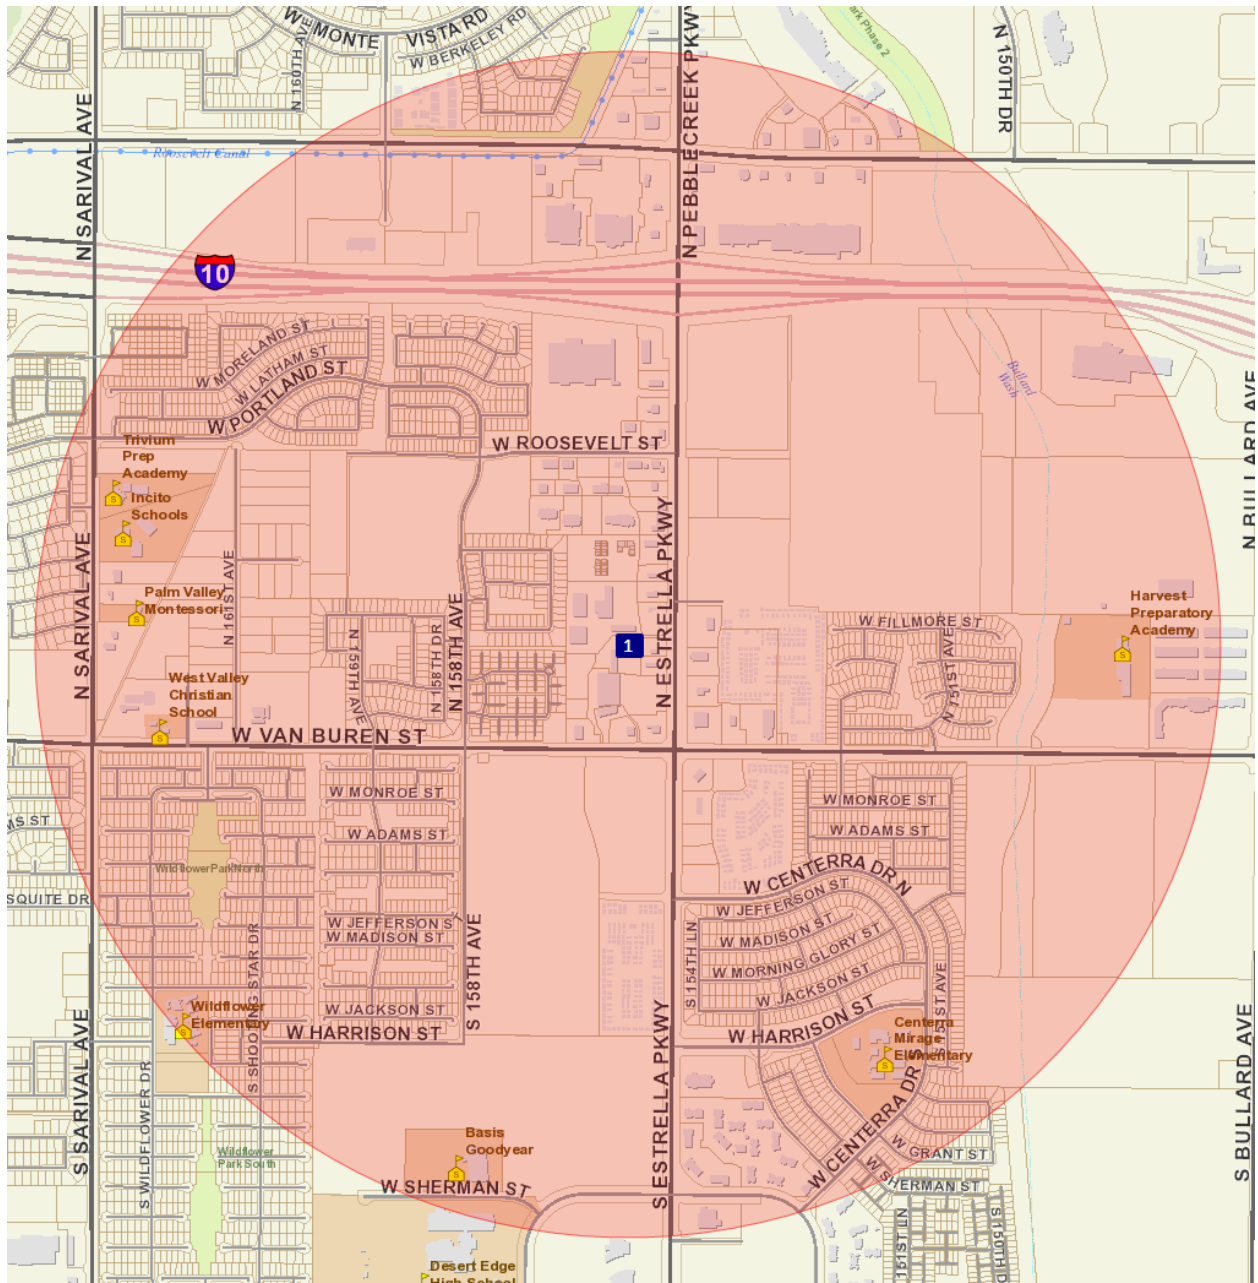 W MONTE VISTA RD
W BERKELEY RD
N 160TH AVE
Park Phase 2
N 150TH DR
N SARIVAL AVE
Roosevelt Canal
N PEBBLECREEK PKWY
10
W MORELAND ST
W LATHAM ST
W PORTLAND ST
Bullard
Wash
N BULLARD AVE
Trivium
Prep
Academy
W ROOSEVELT ST
Incito
Schools
S
S
N SARIVAL AVE
N 161ST AVE
N ESTRELLA PKWY
Palm Valley
Montessori
S
N 159TH AVE
N 158TH DR
N 158TH AVE
1
W FILLMORE ST
N 151ST AVE
Harvest
Preparatory
Academy
S
West Valley
Christian
School
S
W VAN BUREN ST
W MONROE ST
W ADAMS ST
W MONROE ST
W ADAMS ST
MS ST
Wildflower Park North
SQUITE DR
W CENTERRA DR N
W JEFFERSON ST
W MADISON ST
W JEFFERSON ST
W MADISON ST
W MORNING GLORY ST
W JACKSON ST
S 154TH LN
S 151ST AVE
S SHOOTING STAR DR
S 158TH AVE
W JACKSON ST
W HARRISON ST
Wildflower
Elementary
S
S ESTRELLA PKWY
W HARRISON ST
Centerra
Mirage
Elementary
S
W CENTERRA DR S
S SARIVAL AVE
S WILDFLOWER DR
Wildflower
Park South
Basis
Goodyear
S
W SHERMAN ST
W GRANT ST
W SHERMAN ST
S 151ST LN
S 150TH DR
S BULLARD AVE
Desert Edge
High School